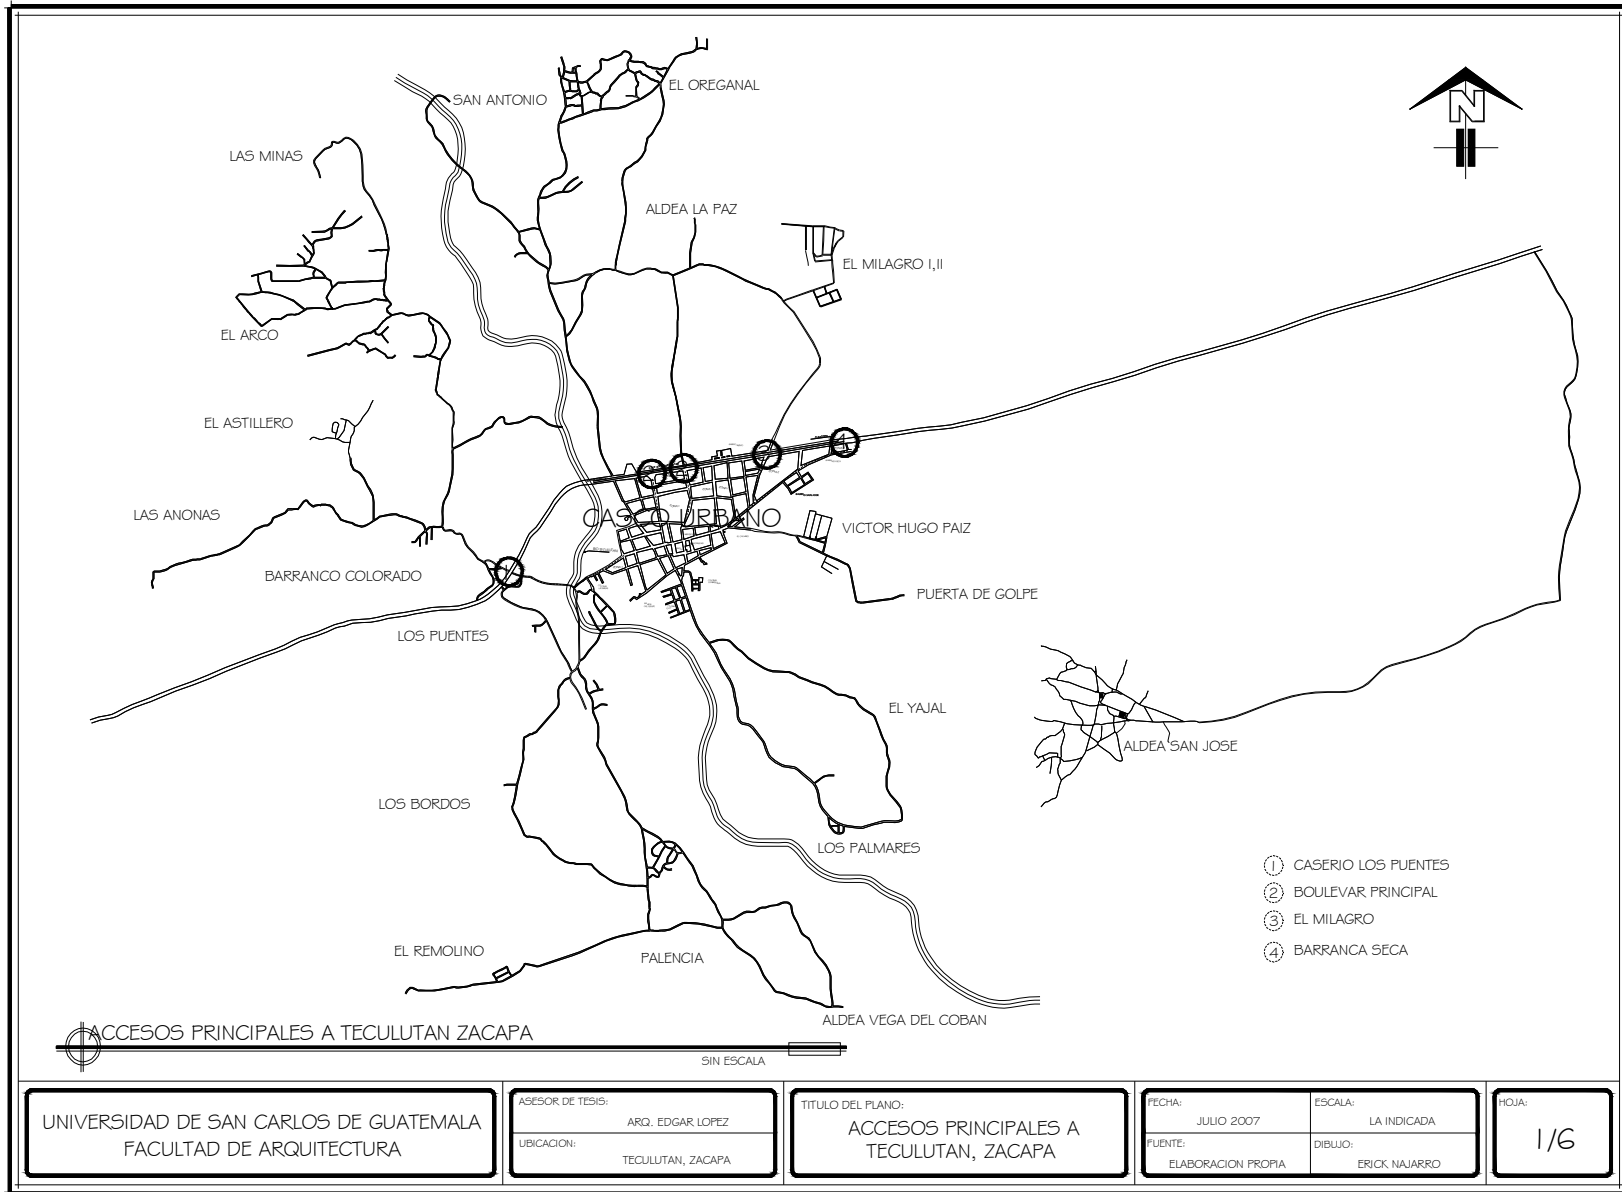 EL OREGANAL
SAN ANTONIO
N
LAS MINAS
ALDEA LA PAZ
EL MILAGRO I,II
EL ARCO
EL ASTILLERO
LAS ANONAS
CASCO URBANO
VICTOR HUGO PAIZ
BARRANCO COLORADO
PUERTA DE GOLPE
LOS PUENTES
EL YAJAL
ALDEA SAN JOSE
LOS BORDOS
LOS PALMARES
1 CASERIO LOS PUENTES
2 BOULEVAR PRINCIPAL
3 EL MILAGRO
4 BARRANCA SECA
EL REMOLINO
PALENCIA
ALDEA VEGA DEL COBAN
ACCESOS PRINCIPALES A TECULUTAN ZACAPA
SIN ESCALA
UNIVERSIDAD DE SAN CARLOS DE GUATEMALA
FACULTAD DE ARQUITECTURA
ASESOR DE TESIS:
ARQ. EDGAR LOPEZ
UBICACION:
TECULUTAN, ZACAPA
TITULO DEL PLANO:
ACCESOS PRINCIPALES A
TECULUTAN, ZACAPA
FECHA:
JULIO 2007
FUENTE:
ELABORACION PROPIA
ESCALA:
LA INDICADA
DIBUJO:
ERICK NAJARRO
HOJA:
1/6